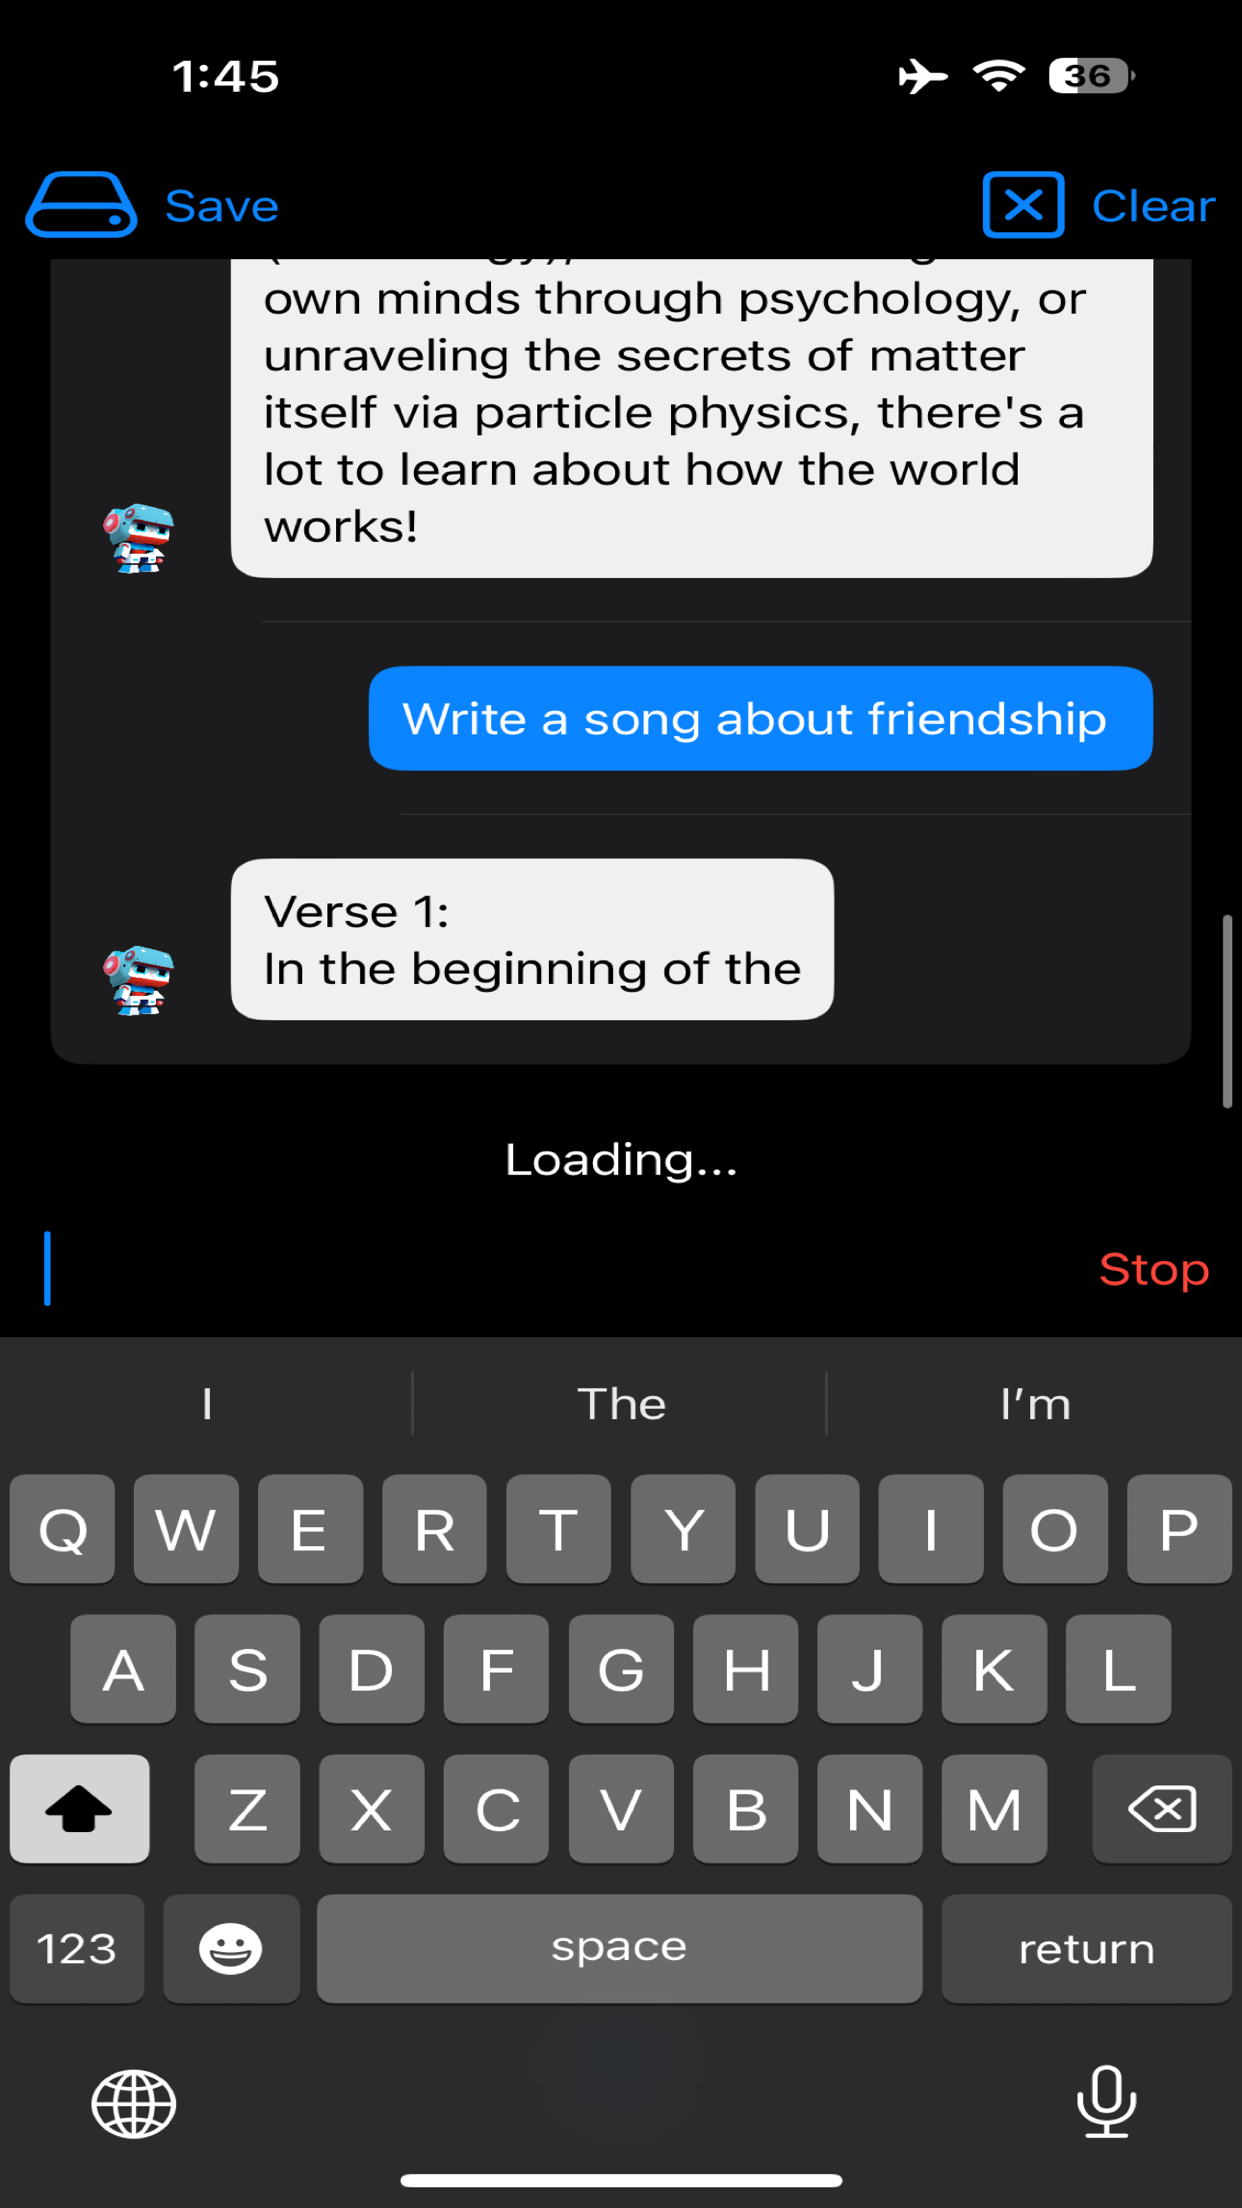 1:45
36
Save
Clear
own minds through psychology, or
unraveling the secrets of matter
itself via particle physics, there's a
lot to learn about how the world
works!
Write a song about friendship
Verse 1:
In the beginning of the
Loading...
Stop
I
The
I’m
Q W E R T Y U I O P
A S D F G H J K L
Z X C V B N M
123
space
return